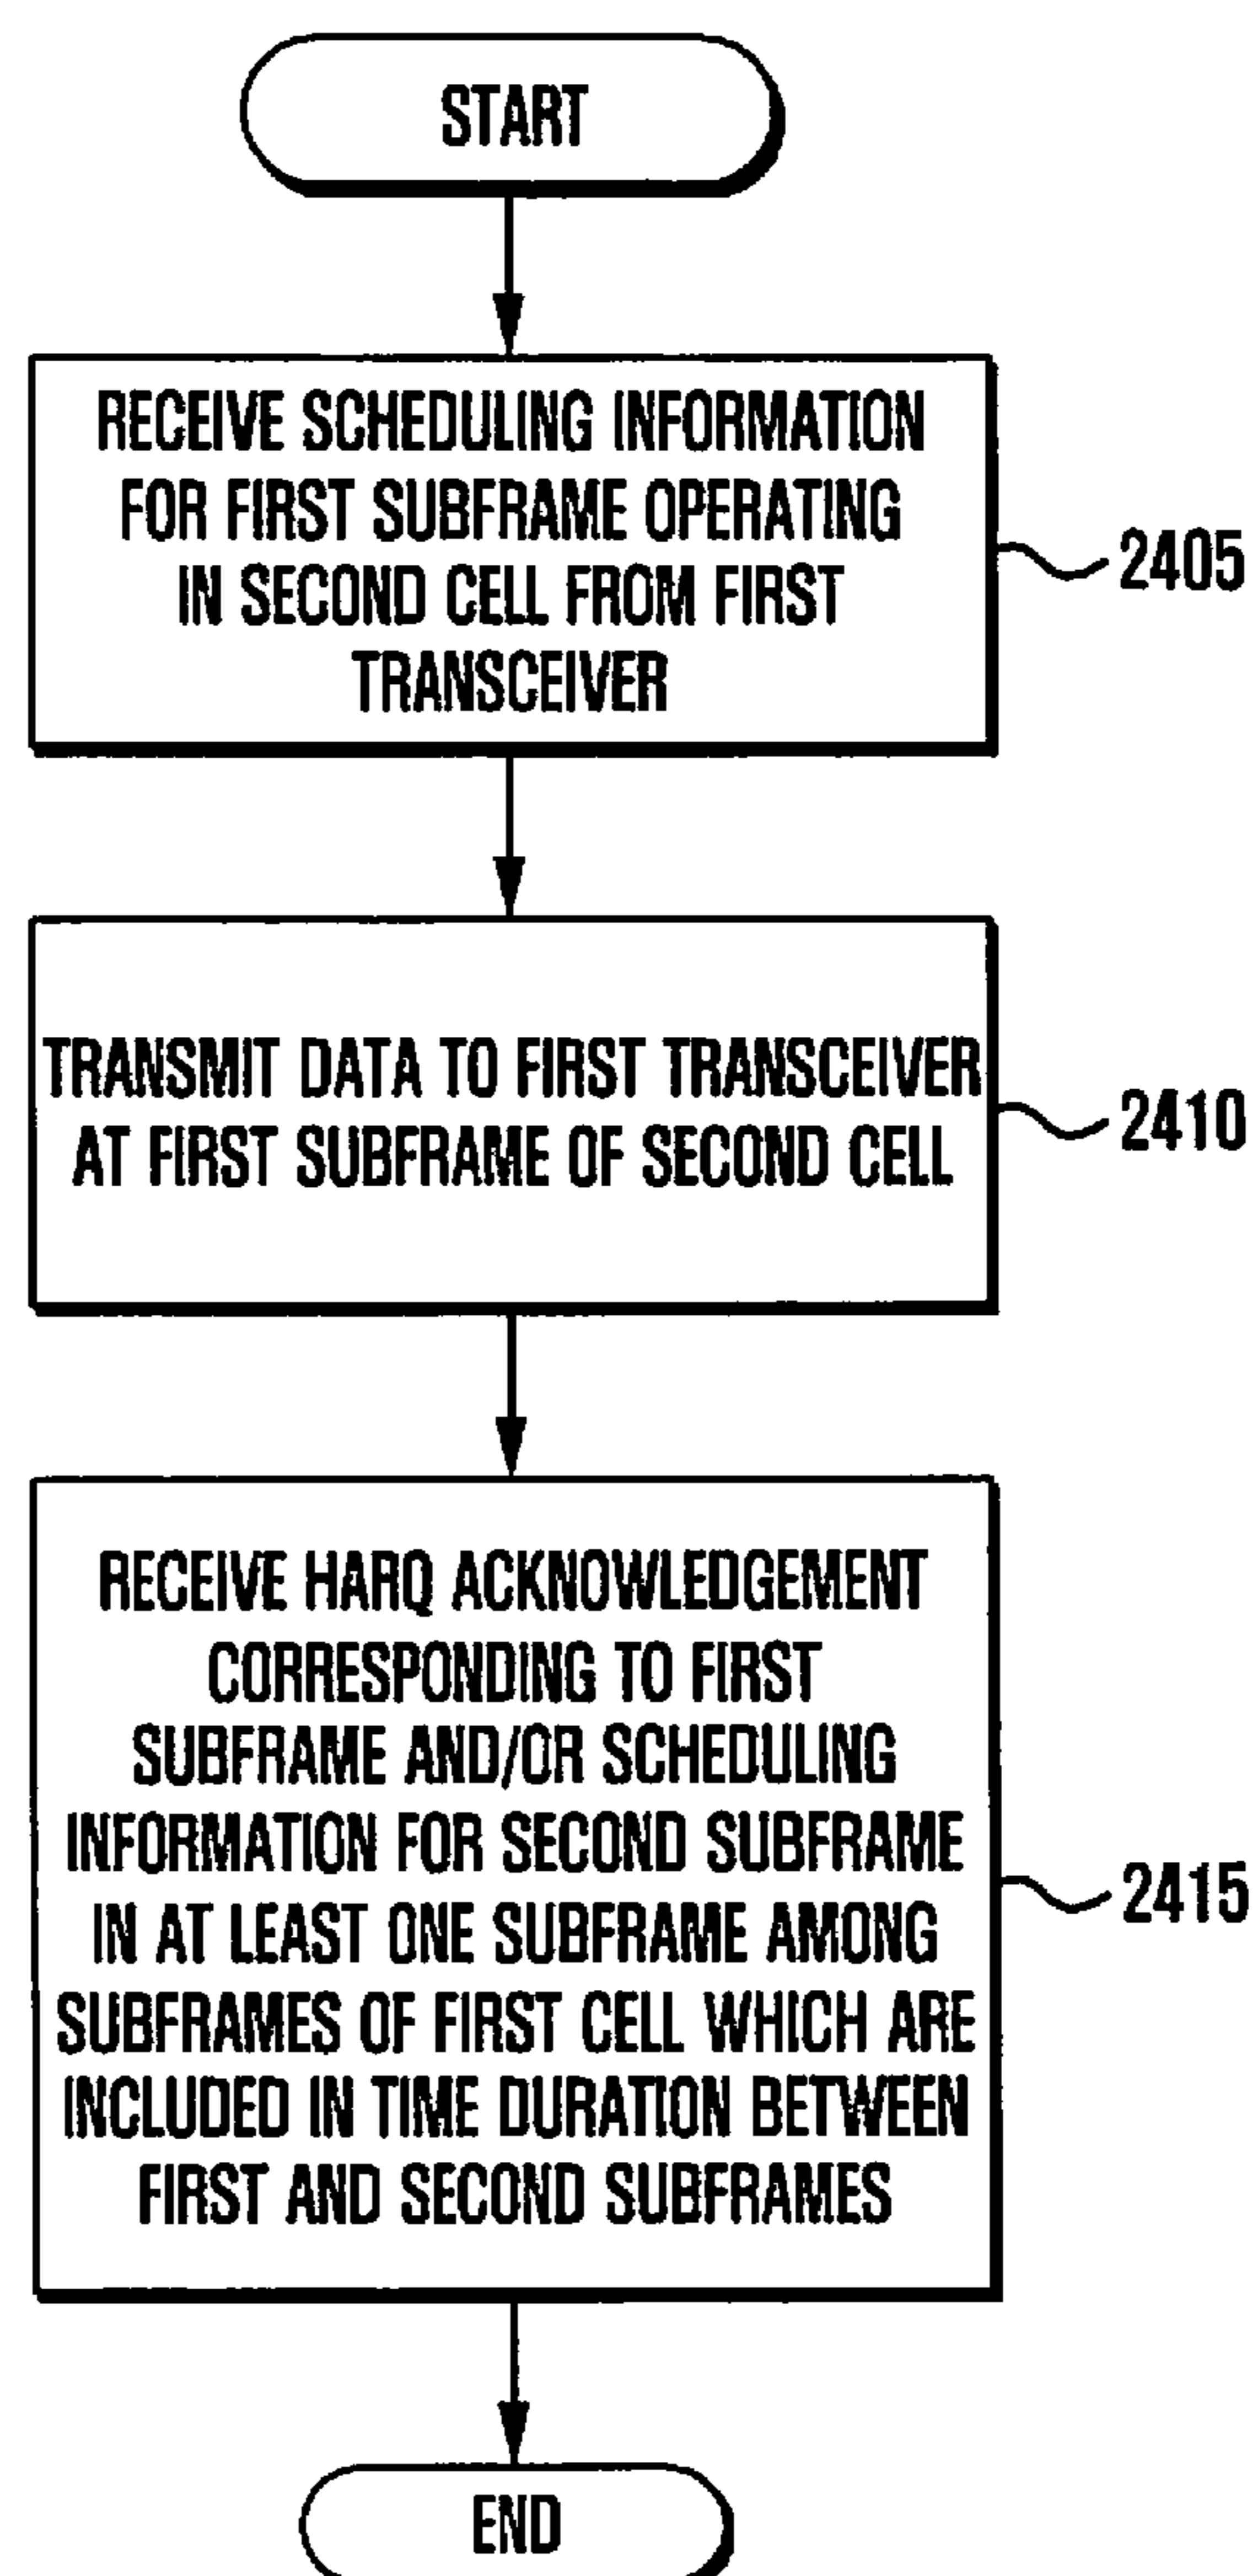 START
RECEIVE SCHEDULING INFORMATION
FOR FIRST SUBFRAME OPERATING
IN SECOND CELL FROM FIRST
TRANSCEIVER
2405
TRANSMIT DATA TO FIRST TRANSCEIVER
AT FIRST SUBFRAME OF SECOND CELL
2410
RECEIVE HARQ ACKNOWLEDGEMENT
CORRESPONDING TO FIRST
SUBFRAME AND/OR SCHEDULING
INFORMATION FOR SECOND SUBFRAME
IN AT LEAST ONE SUBFRAME AMONG
SUBFRAMES OF FIRST CELL WHICH ARE
INCLUDED IN TIME DURATION BETWEEN
FIRST AND SECOND SUBFRAMES
2415
END